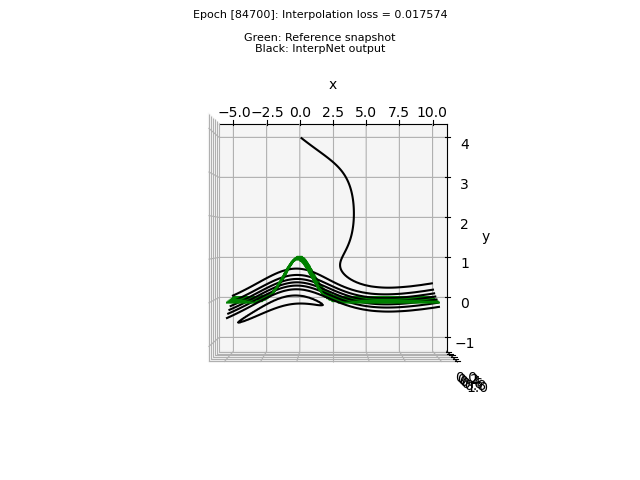 Epoch [84700]: Interpolation loss = 0.017574
Green: Reference snapshot
Black: InterpNet output
x
−5.0 −2.5 0.0 2.5 5.0 7.5 10.0
4
3
2
y
1
0
−1